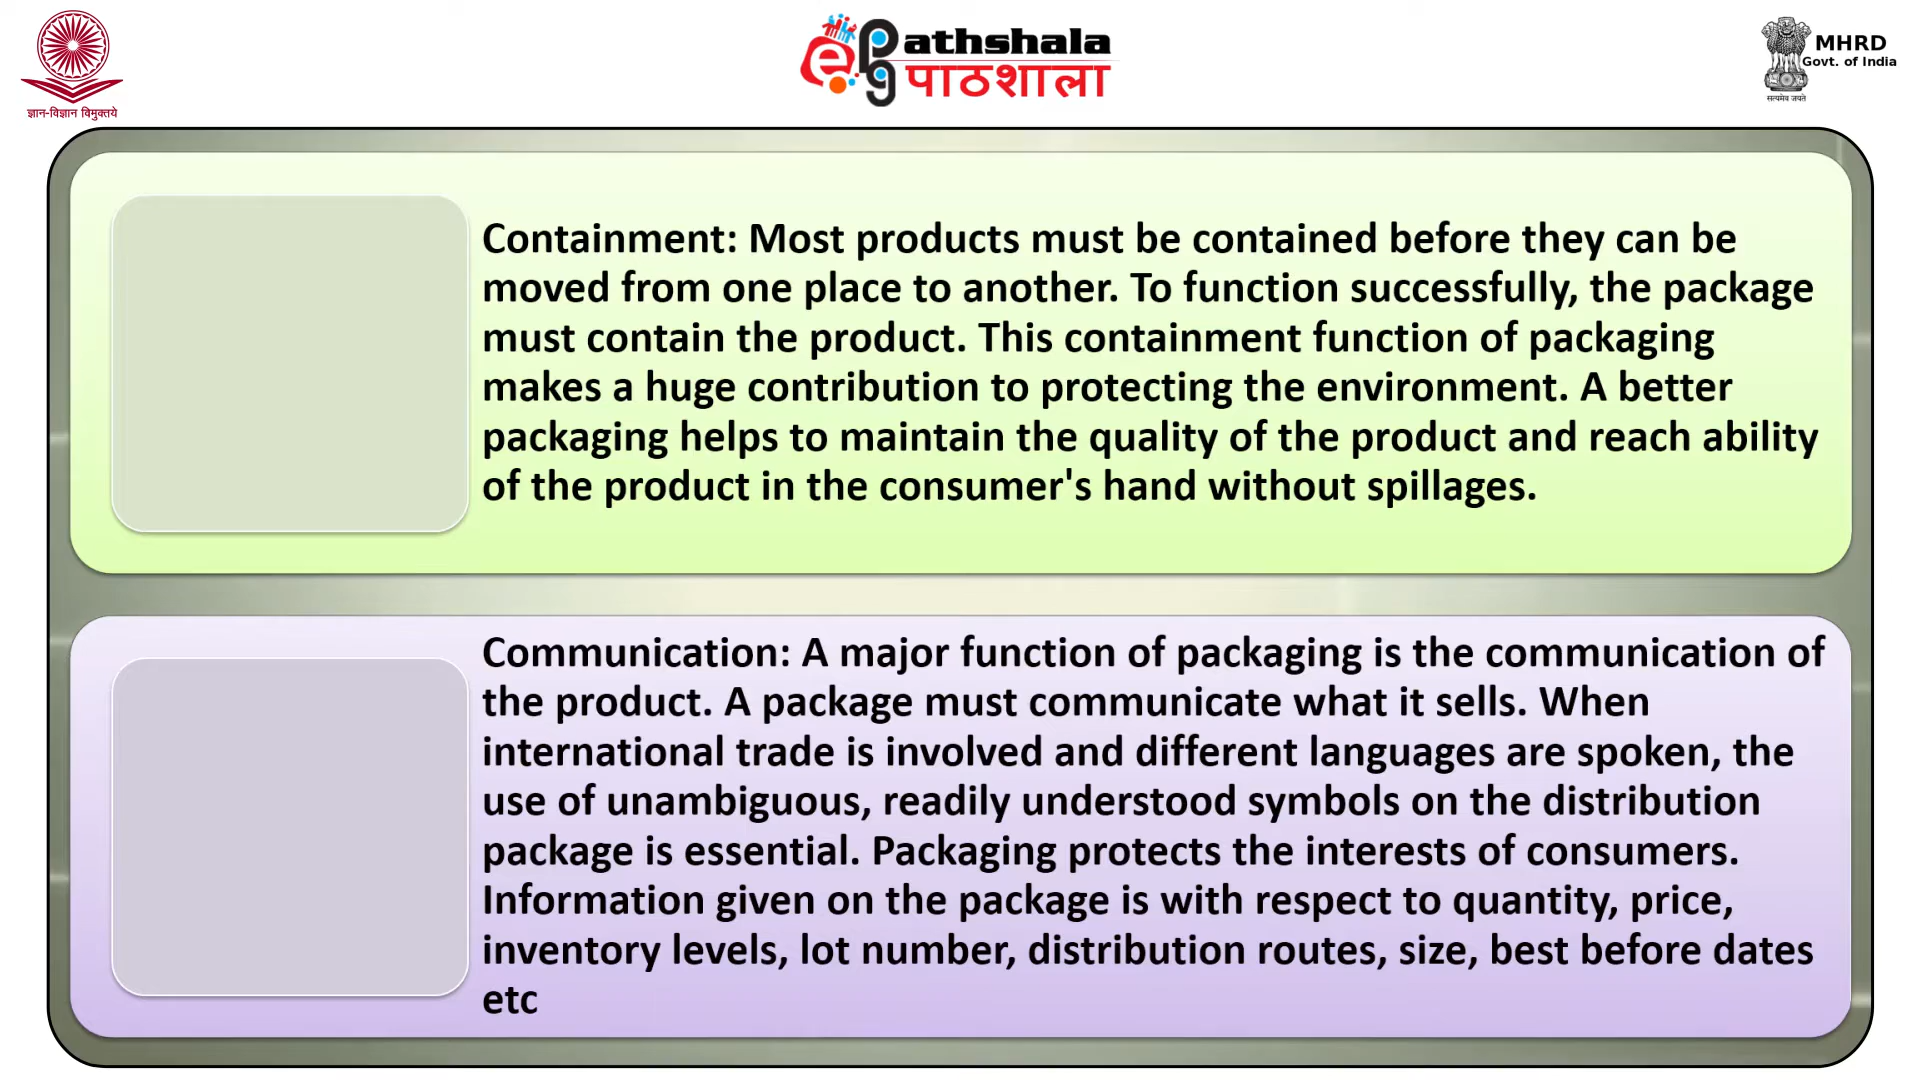 ज्ञान-विज्ञान विमुक्तये
ePathshala
पाठशाला
MHRD
Govt. of India
सत्यमेव जयते
Containment: Most products must be contained before they can be
moved from one place to another. To function successfully, the package
must contain the product. This containment function of packaging
makes a huge contribution to protecting the environment. A better
packaging helps to maintain the quality of the product and reach ability
of the product in the consumer's hand without spillages.
Communication: A major function of packaging is the communication of
the product. A package must communicate what it sells. When
international trade is involved and different languages are spoken, the
use of unambiguous, readily understood symbols on the distribution
package is essential. Packaging protects the interests of consumers.
Information given on the package is with respect to quantity, price,
inventory levels, lot number, distribution routes, size, best before dates
etc